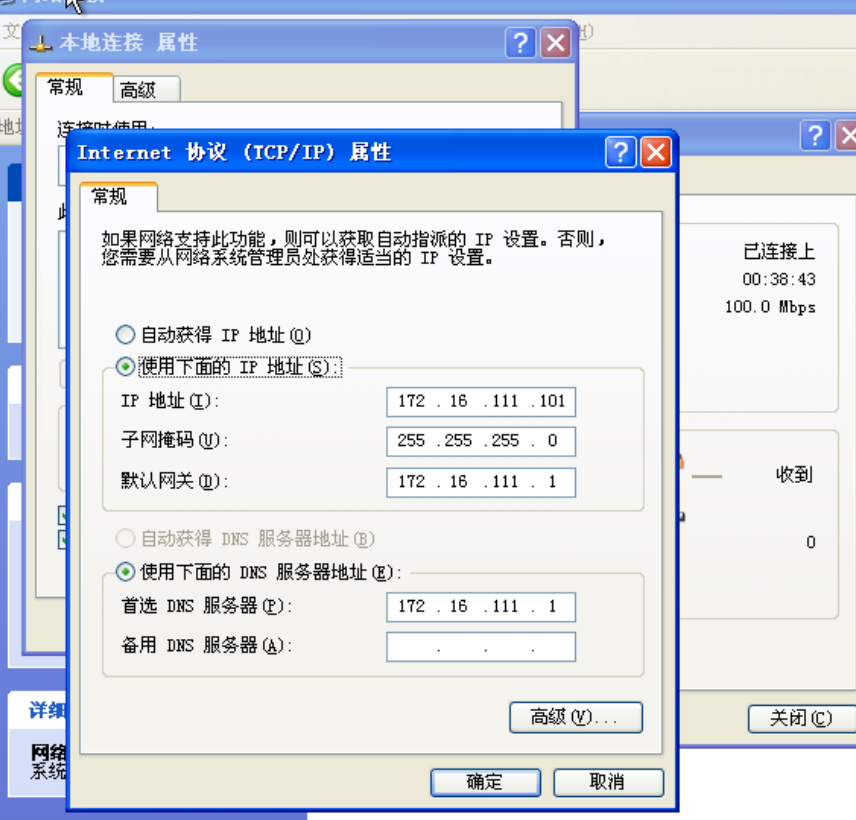 本地连接 属性
常规
高级
连接时使用:
Internet 协议 (TCP/IP) 属性
常规
如果网络支持此功能,则可以获取自动指派的 IP 设置。否则,
您需要从网络系统管理员处获得适当的 IP 设置。
自动获得 IP 地址(O)
使用下面的 IP 地址(S):
IP 地址(I):
172 . 16 .111 .101
子网掩码(U):
255 .255 .255 . 0
默认网关(D):
172 . 16 .111 . 1
自动获得 DNS 服务器地址(B)
使用下面的 DNS 服务器地址(E):
首选 DNS 服务器(P):
172 . 16 .111 . 1
备用 DNS 服务器(A):
. . .
高级(V)...
确定
取消
已连接上
00:38:43
100.0 Mbps
收到
0
关闭(C)
详细
网络
系统